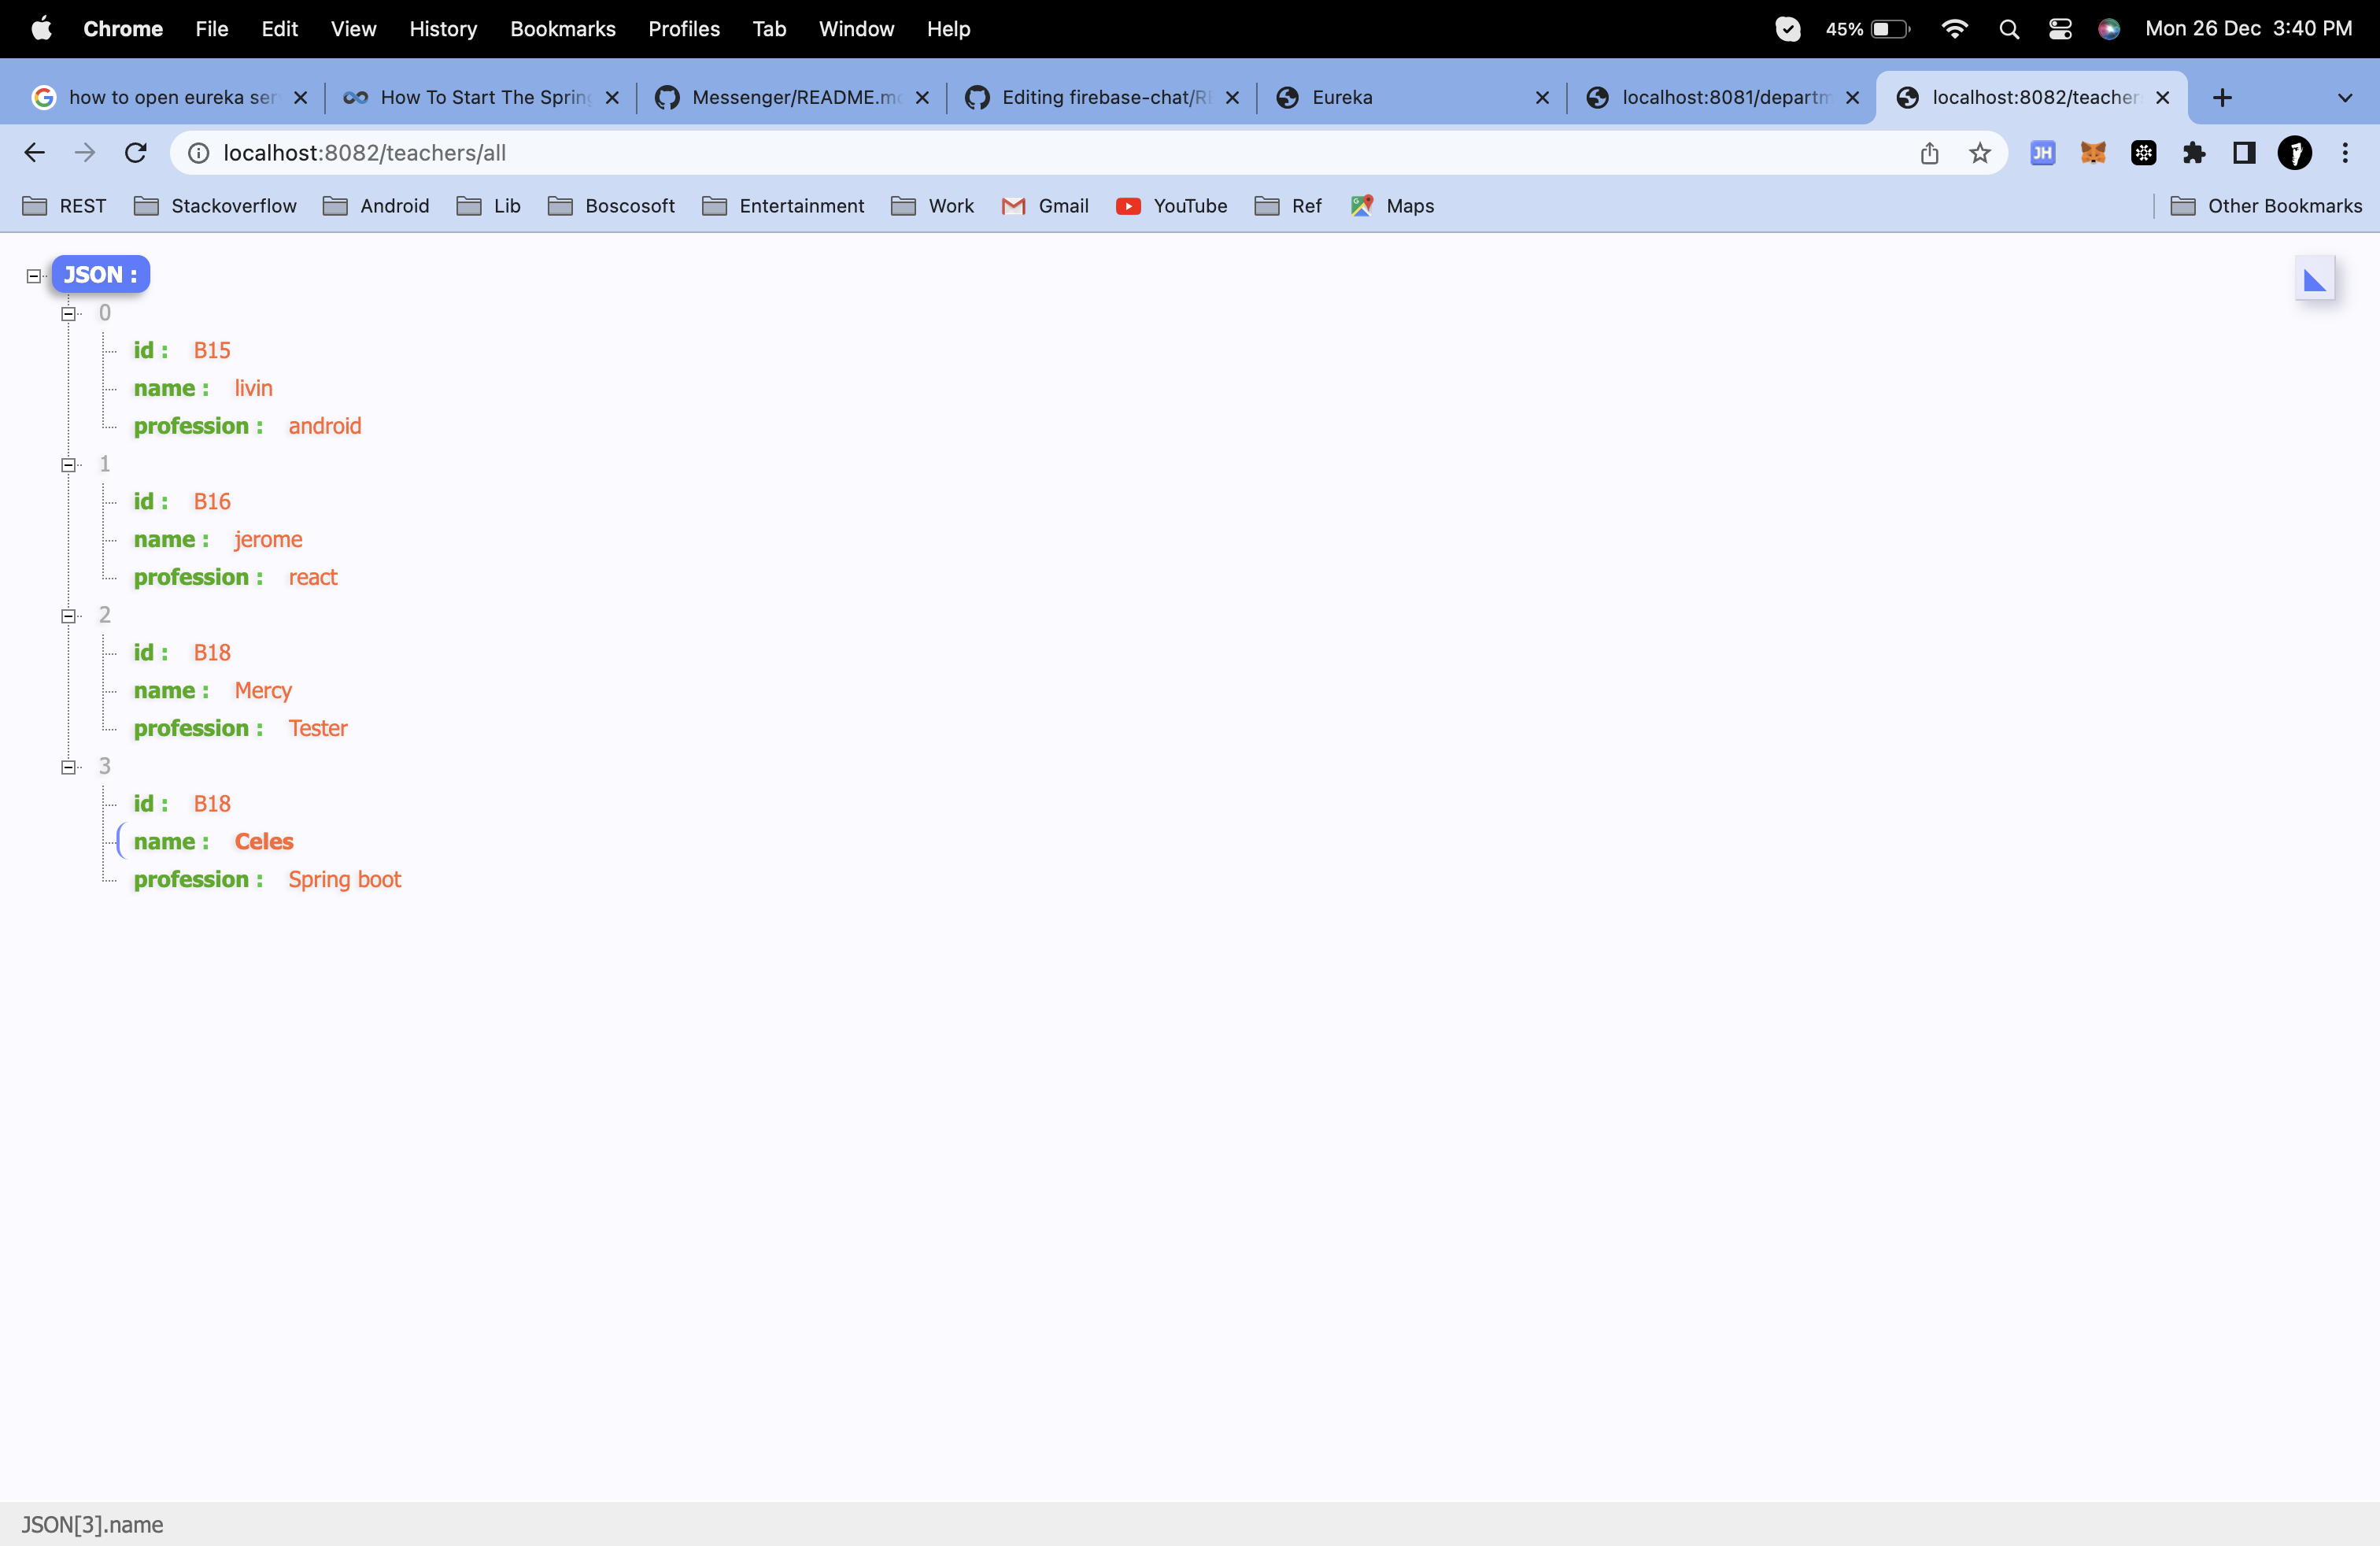 Chrome File Edit View History Bookmarks Profiles Tab Window Help 45% Mon 26 Dec 3:40 PM
how to open eureka ser How To Start The Spring Messenger/README.m Editing firebase-chat/R Eureka localhost:8081/departm localhost:8082/teacher
localhost:8082/teachers/all JH
REST Stackoverflow Android Lib Boscosoft Entertainment Work Gmail YouTube Ref Maps Other Bookmarks
JSON :
0
id : B15
name : livin
profession : android
1
id : B16
name : jerome
profession : react
2
id : B18
name : Mercy
profession : Tester
3
id : B18
name : Celes
profession : Spring boot
JSON[3].name